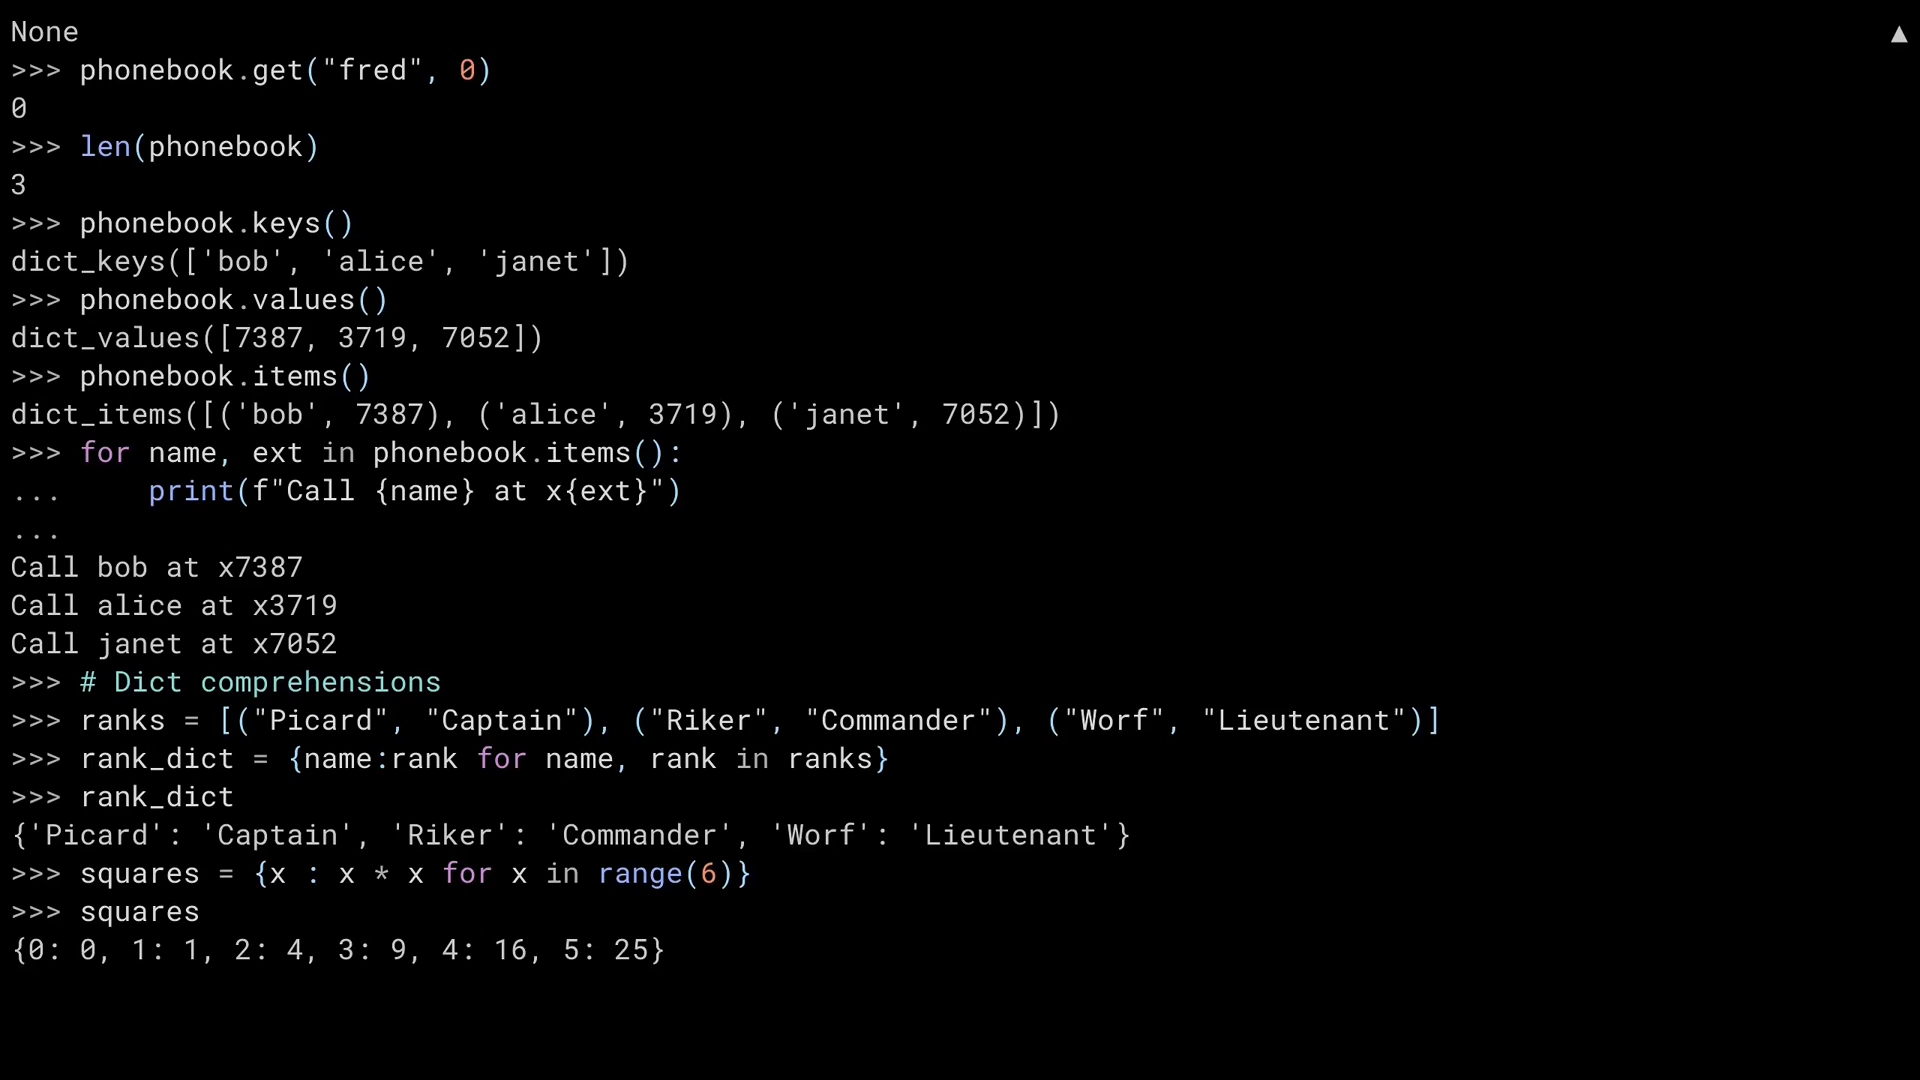 None
>>> phonebook.get("fred", 0)
0
>>> len(phonebook)
3
>>> phonebook.keys()
dict_keys(['bob', 'alice', 'janet'])
>>> phonebook.values()
dict_values([7387, 3719, 7052])
>>> phonebook.items()
dict_items([('bob', 7387), ('alice', 3719), ('janet', 7052)])
>>> for name, ext in phonebook.items():
...     print(f"Call {name} at x{ext}")
...
Call bob at x7387
Call alice at x3719
Call janet at x7052
>>> # Dict comprehensions
>>> ranks = [("Picard", "Captain"), ("Riker", "Commander"), ("Worf", "Lieutenant")]
>>> rank_dict = {name:rank for name, rank in ranks}
>>> rank_dict
{'Picard': 'Captain', 'Riker': 'Commander', 'Worf': 'Lieutenant'}
>>> squares = {x : x * x for x in range(6)}
>>> squares
{0: 0, 1: 1, 2: 4, 3: 9, 4: 16, 5: 25}